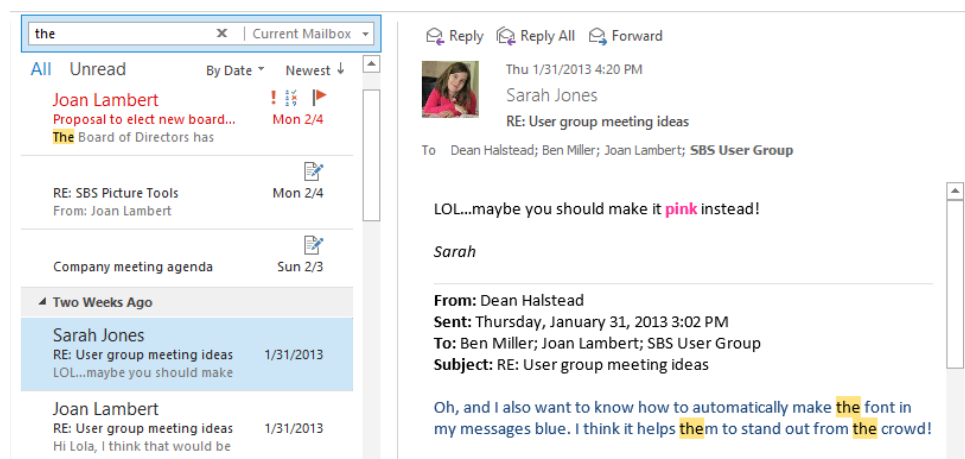 the x | Current Mailbox
All Unread By Date Newest ↓
Joan Lambert
Proposal to elect new board... Mon 2/4
The Board of Directors has
RE: SBS Picture Tools Mon 2/4
From: Joan Lambert
Company meeting agenda Sun 2/3
Two Weeks Ago
Sarah Jones
RE: User group meeting ideas 1/31/2013
LOL...maybe you should make
Joan Lambert
RE: User group meeting ideas 1/31/2013
Hi Lola, I think that would be
Reply Reply All Forward
Thu 1/31/2013 4:20 PM
Sarah Jones
RE: User group meeting ideas
To Dean Halstead; Ben Miller; Joan Lambert; SBS User Group
LOL...maybe you should make it pink instead!
Sarah
From: Dean Halstead
Sent: Thursday, January 31, 2013 3:02 PM
To: Ben Miller; Joan Lambert; SBS User Group
Subject: RE: User group meeting ideas
Oh, and I also want to know how to automatically make the font in
my messages blue. I think it helps them to stand out from the crowd!